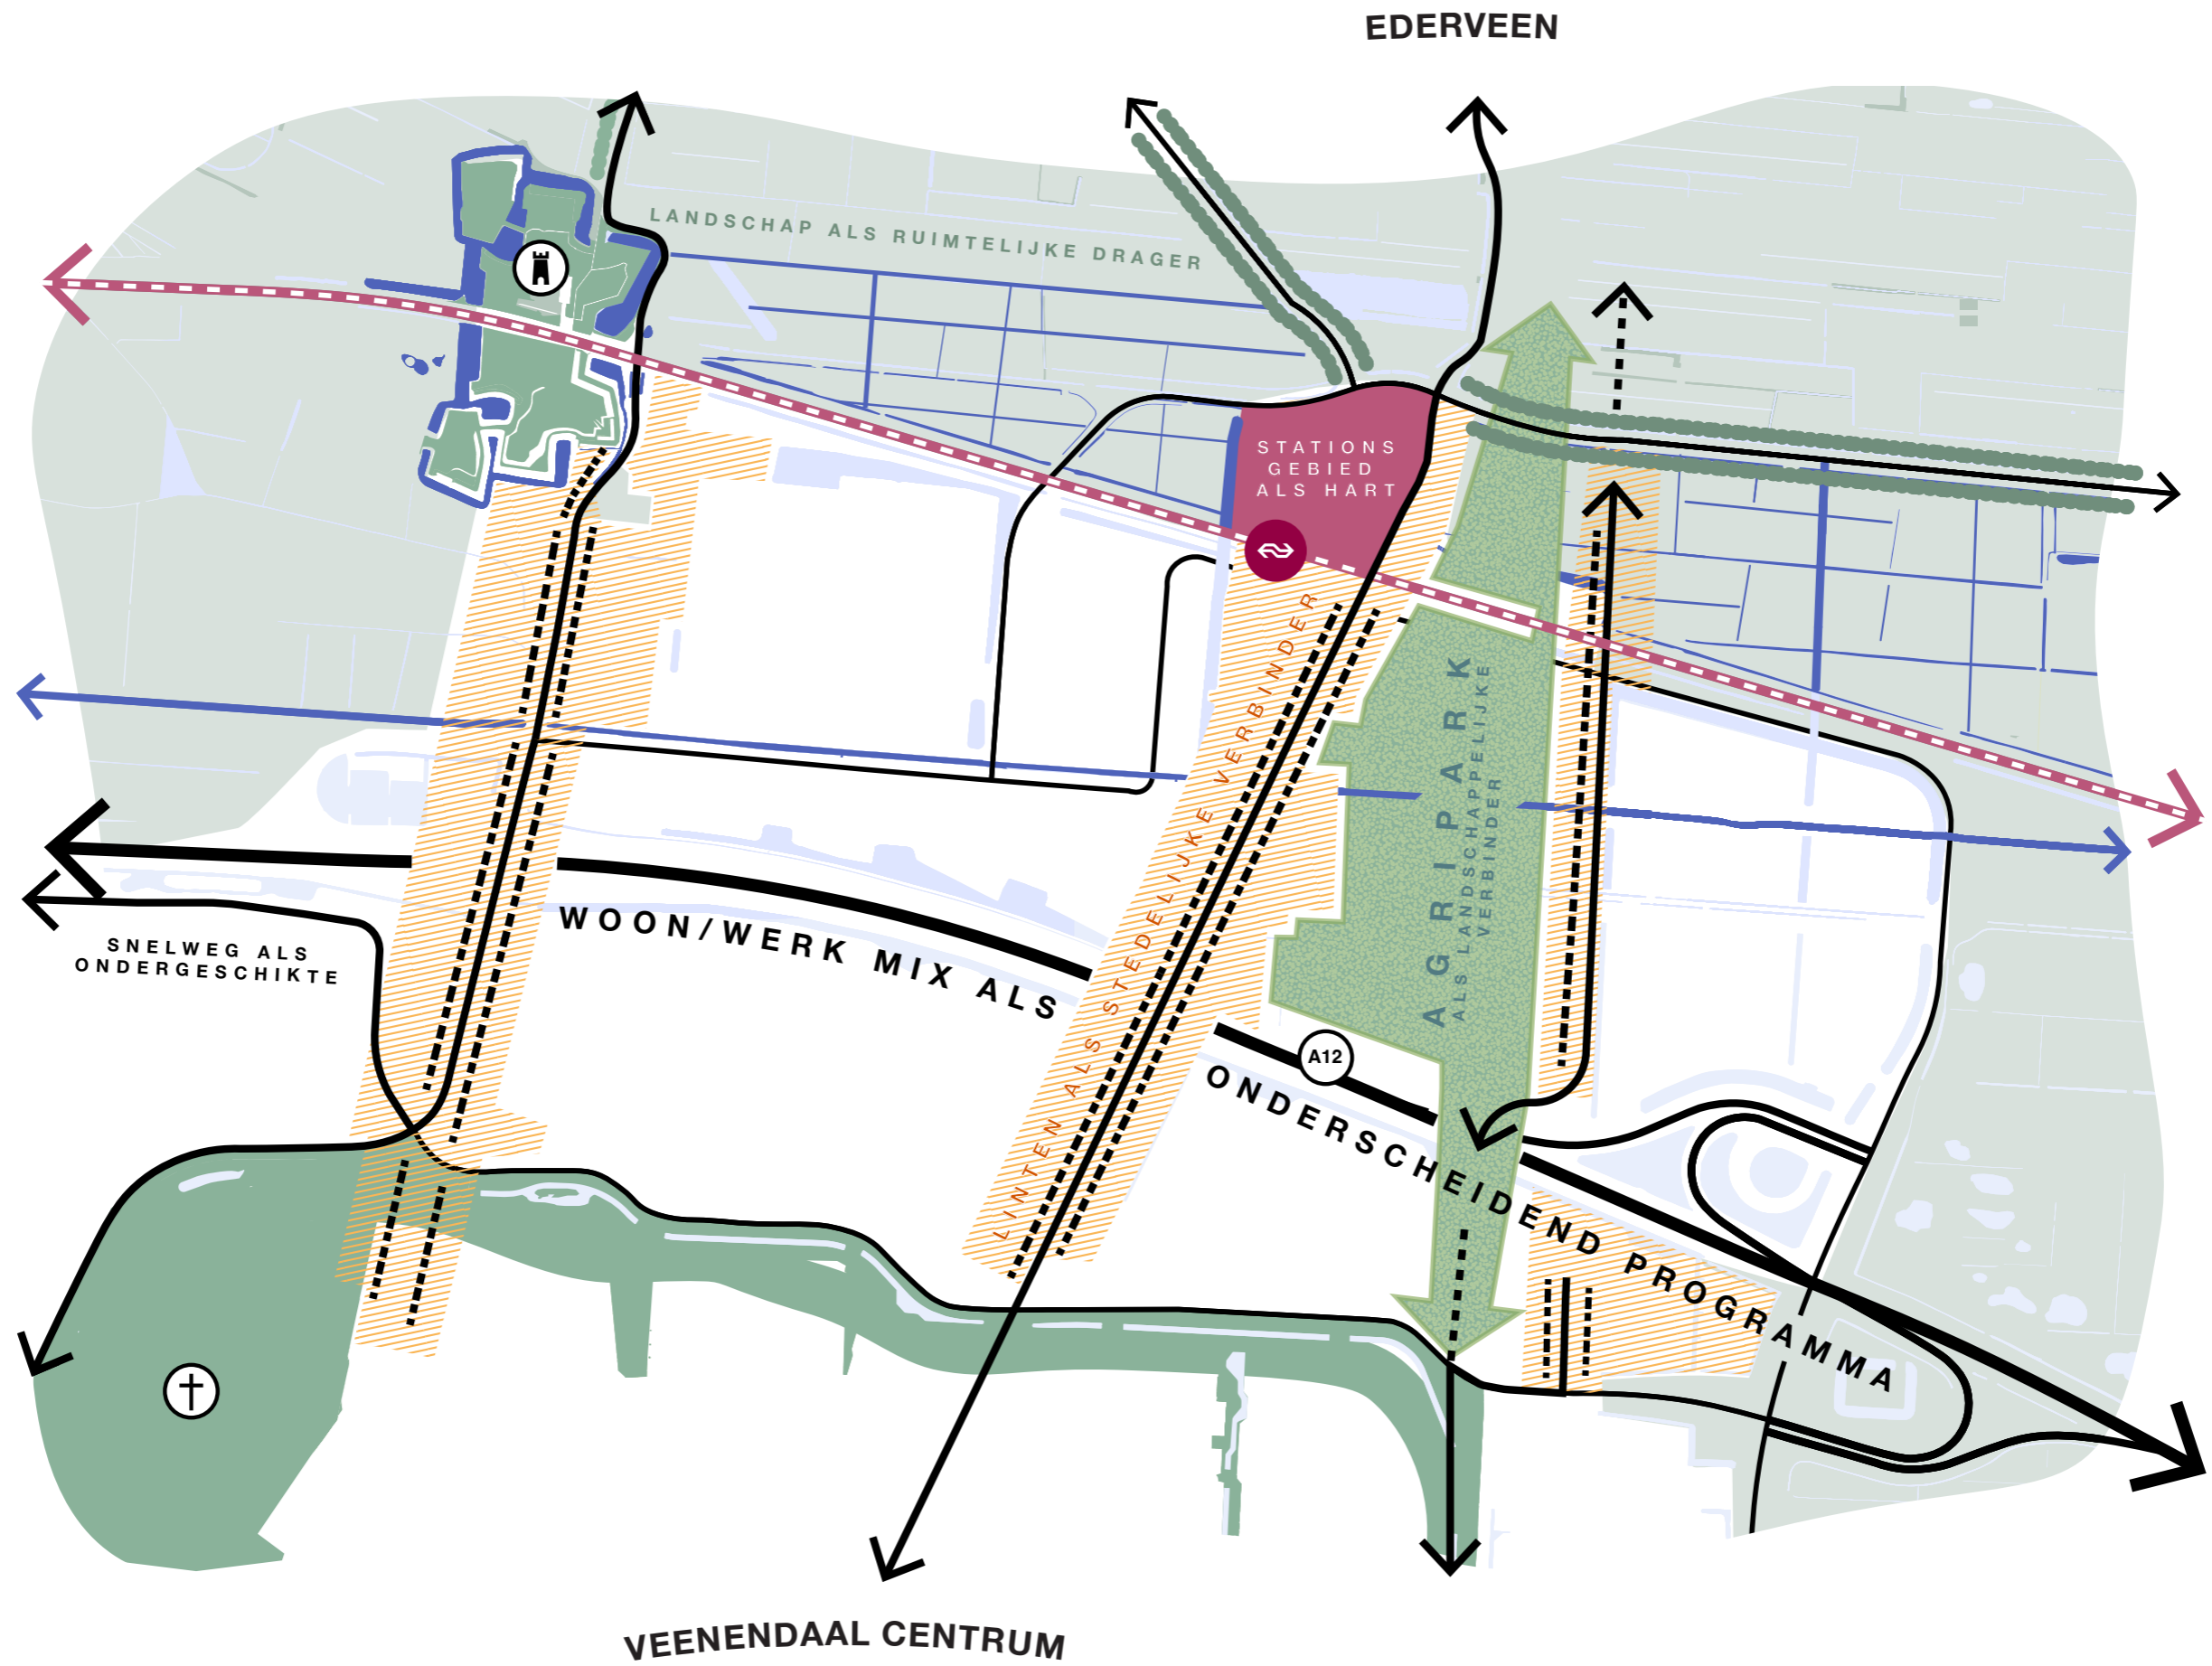 EDERVEEN
LANDSCHAP ALS RUIMTELIJKE DRAGER
STATIONS
GEBIED
ALS HART
LINTEN ALS STEDELIJKE VERBINDER
AGRIPARK
ALS LANDSCHAPPELIJKE
VERBINDER
SNELWEG ALS
ONDERGESCHIKTE
WOON/WERK MIX ALS
A12
ONDERSCHEIDEND PROGRAMMA
VEENENDAAL CENTRUM